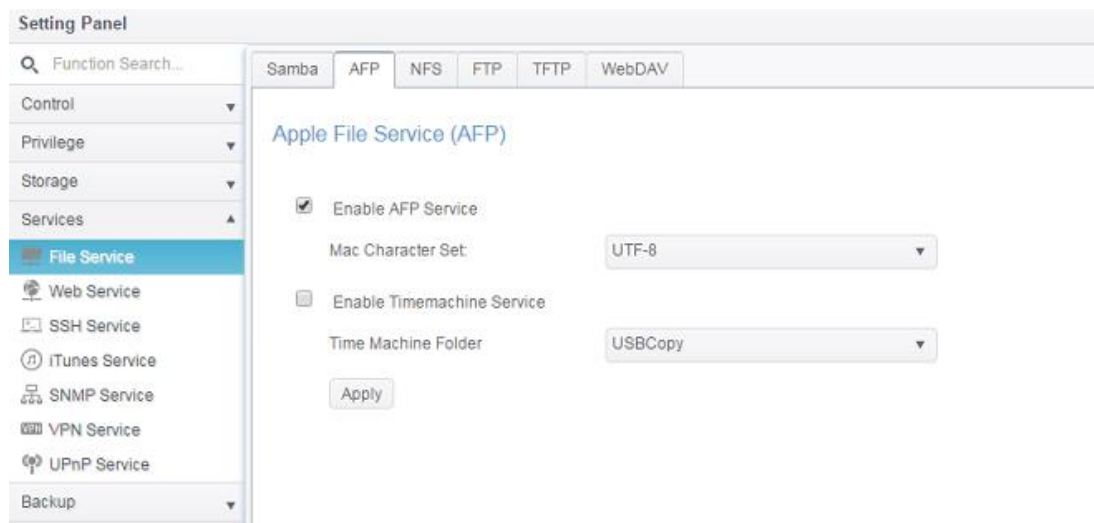 Setting Panel
Function Search...
Control
Privilege
Storage
Services
File Service
Web Service
SSH Service
iTunes Service
SNMP Service
VPN Service
UPnP Service
Backup
Samba AFP NFS FTP TFTP WebDAV
Apple File Service (AFP)
Enable AFP Service
Mac Character Set: UTF-8
Enable Timemachine Service
Time Machine Folder USBCopy
Apply